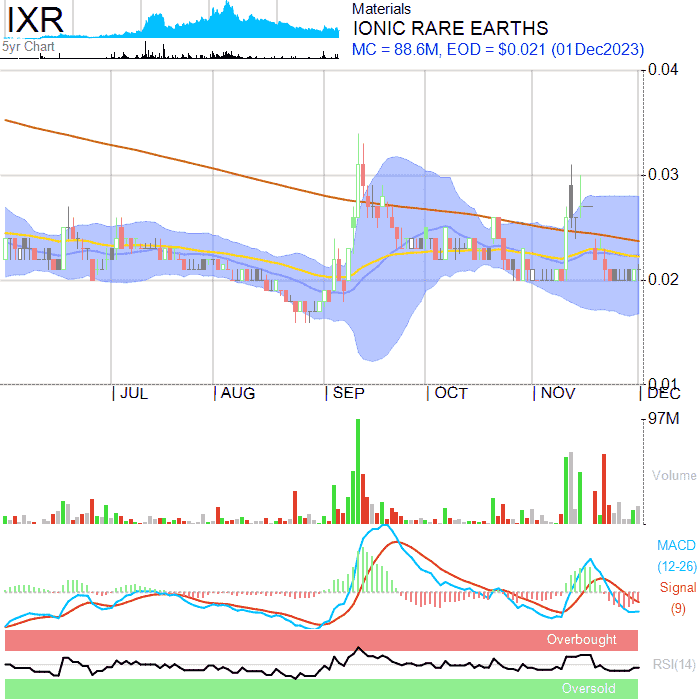 IXR
5yr Chart
Materials
IONIC RARE EARTHS
MC = 88.6M, EOD = $0.021 (01Dec2023)
0.04
0.03
0.02
0.01
JUL
AUG
SEP
OCT
NOV
DEC
97M
Volume
MACD
(12-26)
Signal
(9)
Overbought
RSI(14)
Oversold